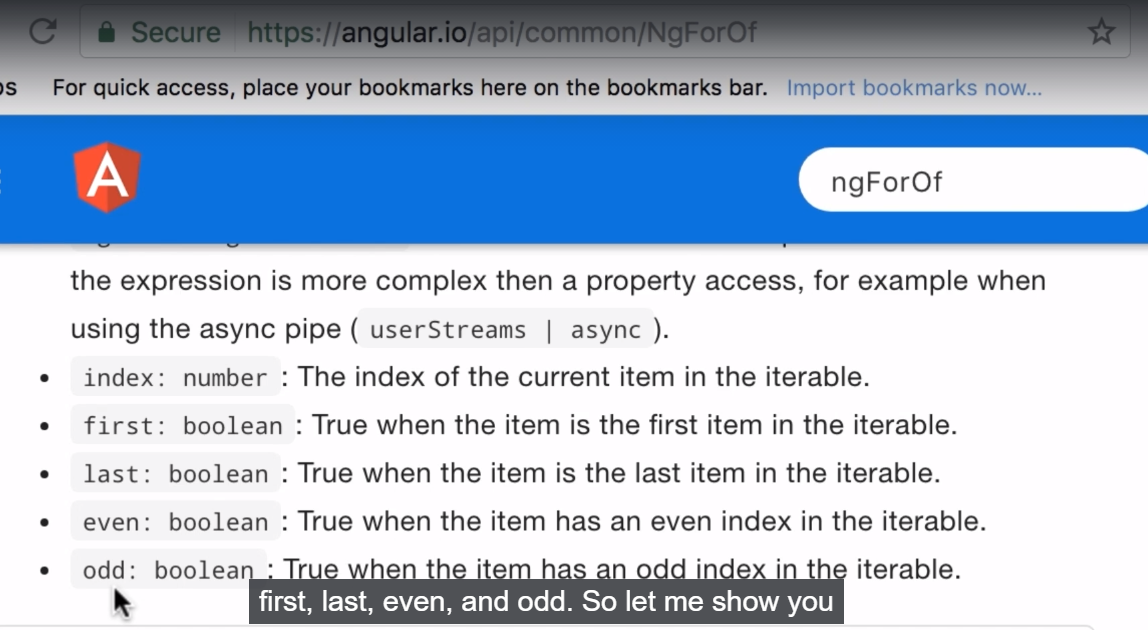 Secure https://angular.io/api/common/NgForOf
For quick access, place your bookmarks here on the bookmarks bar. Import bookmarks now...
A
ngForOf
the expression is more complex then a property access, for example when
using the async pipe ( userStreams | async ).
index: number : The index of the current item in the iterable.
first: boolean : True when the item is the first item in the iterable.
last: boolean : True when the item is the last item in the iterable.
even: boolean : True when the item has an even index in the iterable.
odd: boolean : True when the item has an odd index in the iterable.
first, last, even, and odd. So let me show you